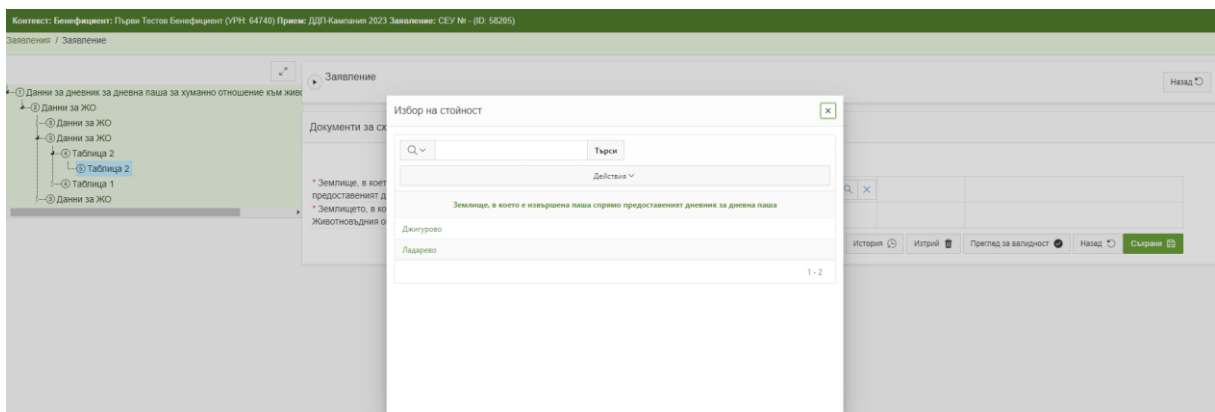 Контекст: Бенефициент: Първи Тестов Бенефициент (УРН: 64740) Прием: ДДП-Кампания 2023 Заявление: СЕУ № - (ID: 58205)
Заявления / Заявление
① Данни за дневник за дневна паша за хуманно отношение към живо
② Данни за ЖО
③ Данни за ЖО
③ Данни за ЖО
④ Таблица 2
⑤ Таблица 2
④ Таблица 1
③ Данни за ЖО
Заявление
Назад
Документи за сх
* Землище, в коет
предоставеният д
* Землището, в ко
Животновъдния о
Избор на стойност
Търси
Действия
Землище, в което е извършена паша спрямо предоставеният дневник за дневна паша
Джигурово
Ладарево
1 - 2
История Изтрий Преглед за валидност Назад Съхрани